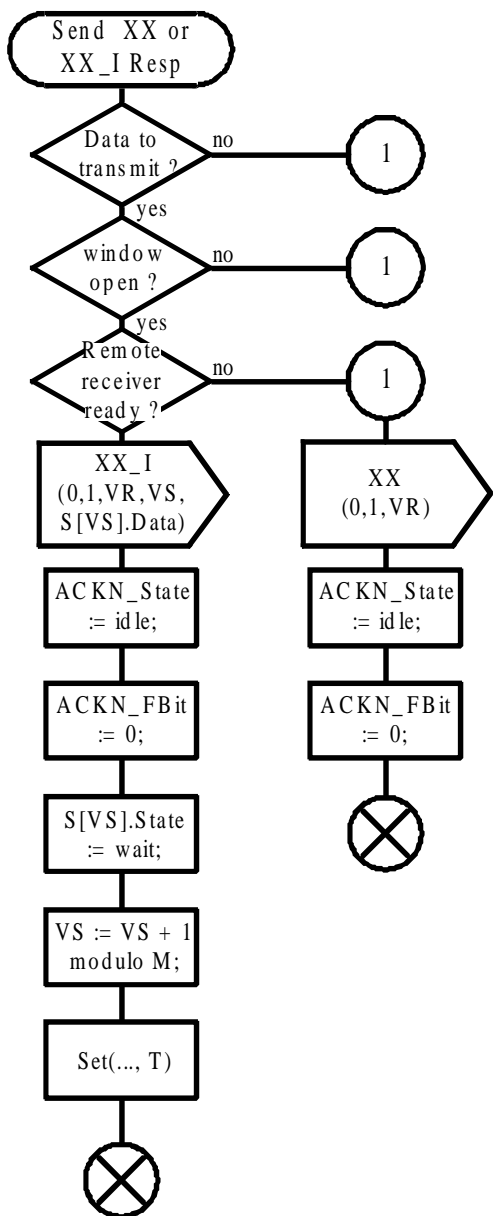 Send XX or
XX_I Resp
Data to
transmit ?
no
1
yes
window
open ?
no
1
yes
Remote
receiver
ready ?
no
1
XX_I
(0,1,VR,VS,
S[VS].Data)
XX
(0,1,VR)
ACKN_State
:= idle;
ACKN_State
:= idle;
ACKN_FBit
:= 0;
ACKN_FBit
:= 0;
S[VS].State
:= wait;
VS := VS + 1
modulo M;
Set(..., T)